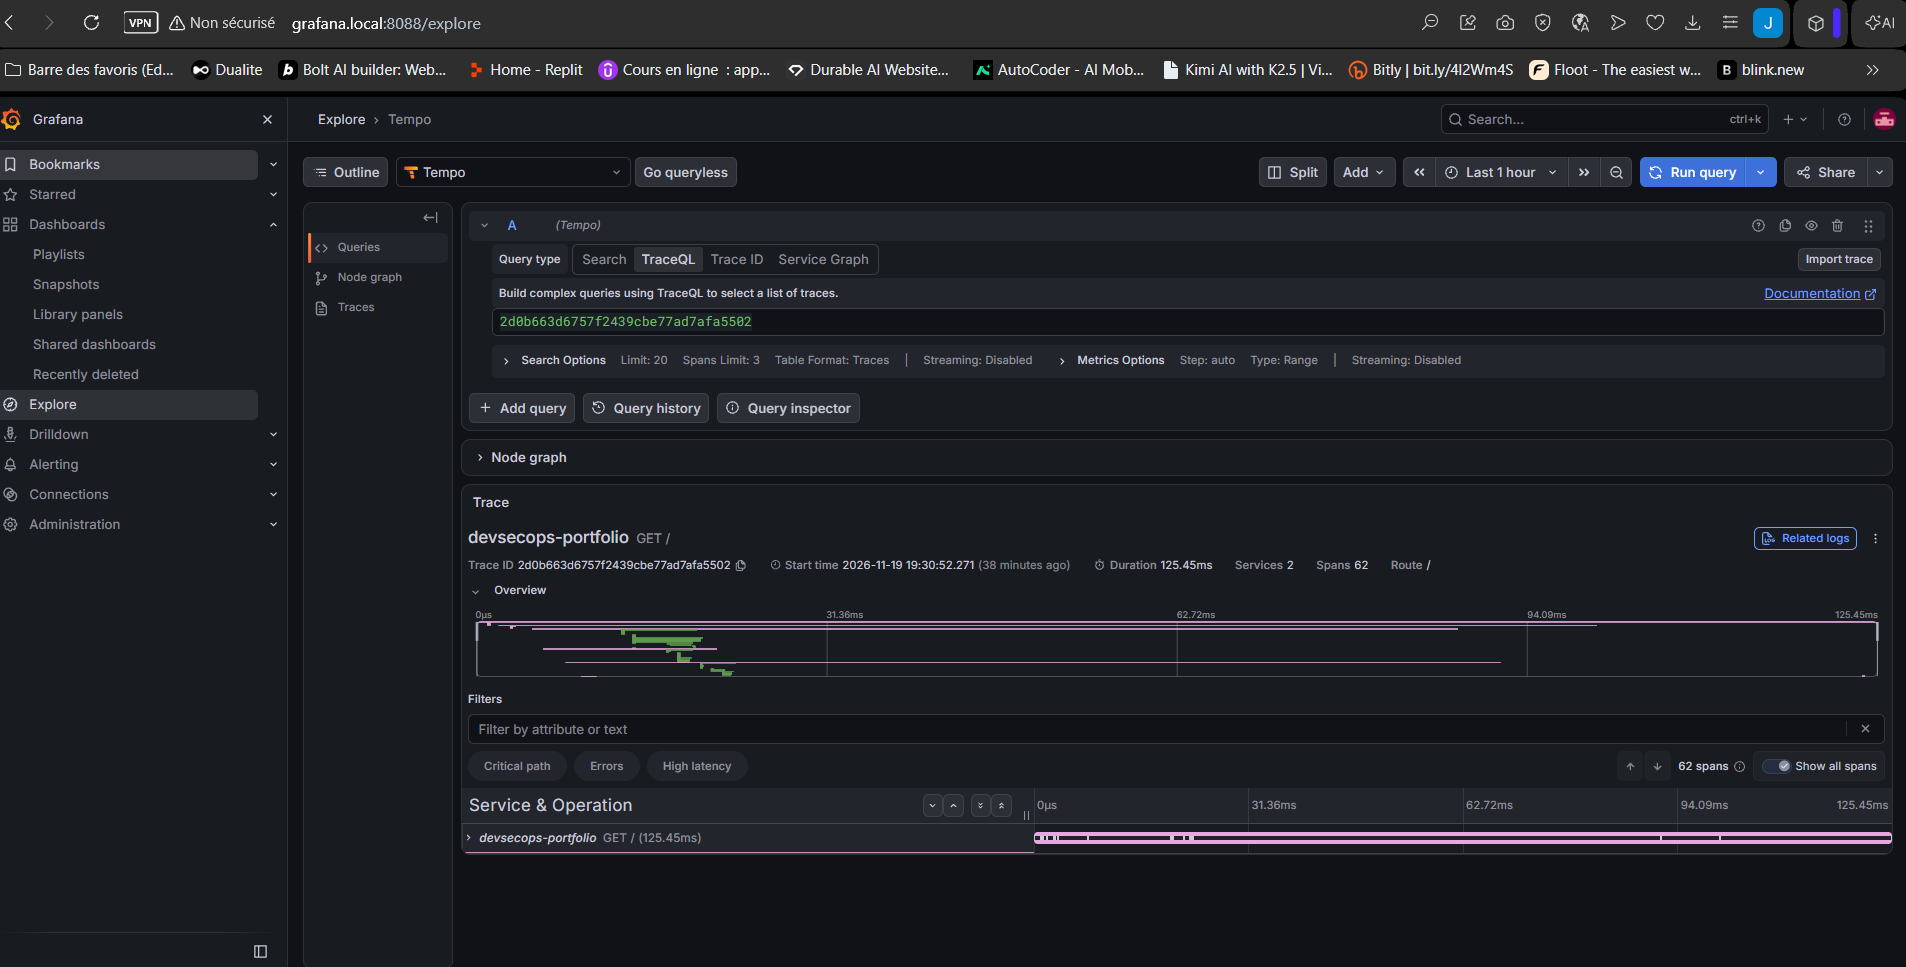 VPN Non sécurisé grafana.local:8088/explore J AI
Barre des favoris (Ed... Dualite Bolt AI builder: Web... Home - Replit Cours en ligne : app... Durable AI Website... AutoCoder - AI Mob... Kimi AI with K2.5 | Vi... Bitly | bit.ly/4l2Wm4S Floot - The easiest w... blink.new
Grafana
Explore › Tempo
Search... ctrl+k
Bookmarks
Starred
Dashboards
Playlists
Snapshots
Library panels
Shared dashboards
Recently deleted
Explore
Drilldown
Alerting
Connections
Administration
Outline Tempo Go queryless Split Add Last 1 hour Run query Share
Queries
Node graph
Traces
A (Tempo)
Query type Search TraceQL Trace ID Service Graph Import trace
Build complex queries using TraceQL to select a list of traces. Documentation
2d0b663d6757f2439cbe77ad7afa5502
Search Options Limit: 20 Spans Limit: 3 Table Format: Traces | Streaming: Disabled Metrics Options Step: auto Type: Range | Streaming: Disabled
+ Add query Query history Query inspector
Node graph
Trace
devsecops-portfolio GET / Related logs
Trace ID 2d0b663d6757f2439cbe77ad7afa5502 Start time 2026-11-19 19:30:52.271 (38 minutes ago) Duration 125.45ms Services 2 Spans 62 Route /
Overview
0μs 31.36ms 62.72ms 94.09ms 125.45ms
Filters
Filter by attribute or text
Critical path Errors High latency 62 spans Show all spans
Service & Operation 0μs 31.36ms 62.72ms 94.09ms 125.45ms
devsecops-portfolio GET / (125.45ms)